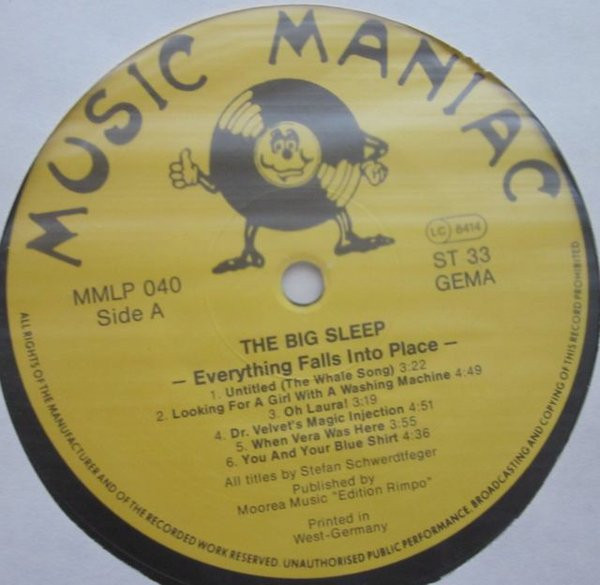 MUSIC MANIAC
LC 8414
MMLP 040
Side A
ST 33
GEMA
THE BIG SLEEP
— Everything Falls Into Place —
1. Untitled (The Whale Song) 3:22
2. Looking For A Girl With A Washing Machine 4:49
3. Oh Laura! 3:19
4. Dr. Velvet's Magic Injection 4:51
5. When Vera Was Here 3:55
6. You And Your Blue Shirt 4:36
All titles by Stefan Schwerdtfeger
Published by
Moorea Music "Edition Rimpo"
Printed in
West-Germany
ALL RIGHTS OF THE MANUFACTURER AND OF THE RECORDED WORK RESERVED. UNAUTHORISED PUBLIC PERFORMANCE, BROADCASTING AND COPYING OF THIS RECORD PROHIBITED